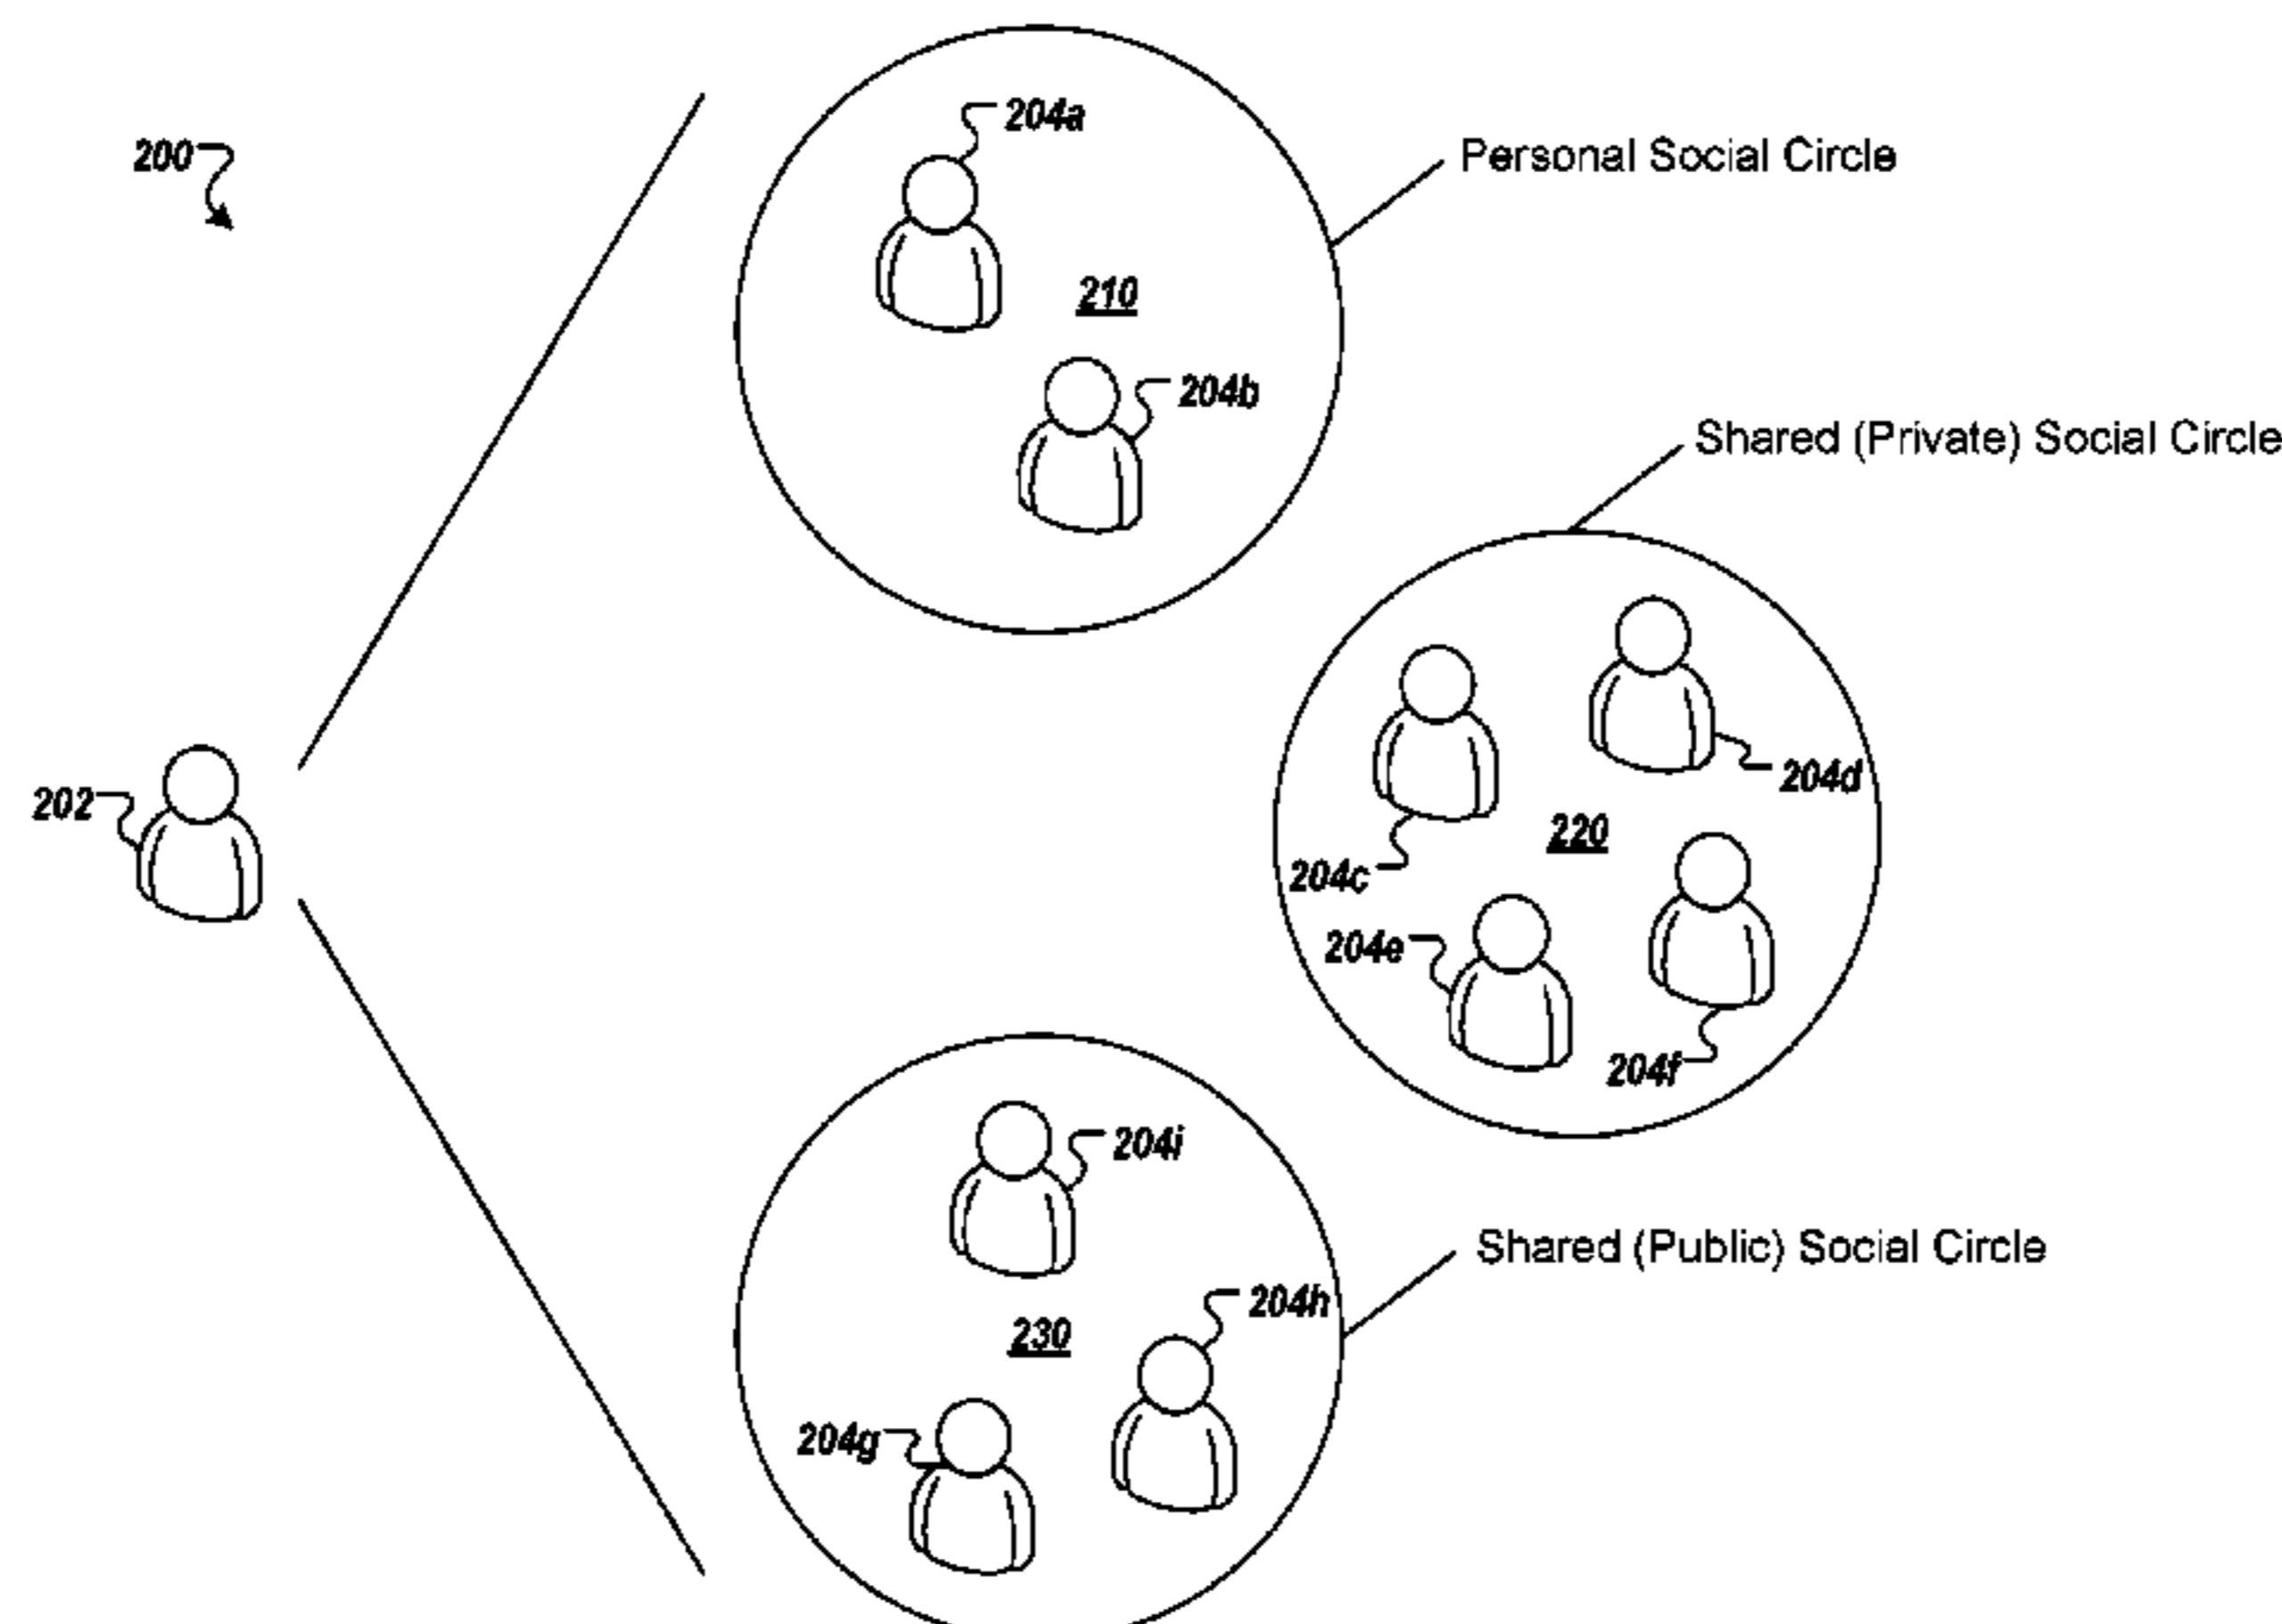 204a
200
Personal Social Circle
210
204b
Shared (Private) Social Circle
204d
202
220
204c
204e
204f
204i
Shared (Public) Social Circle
204h
230
204g